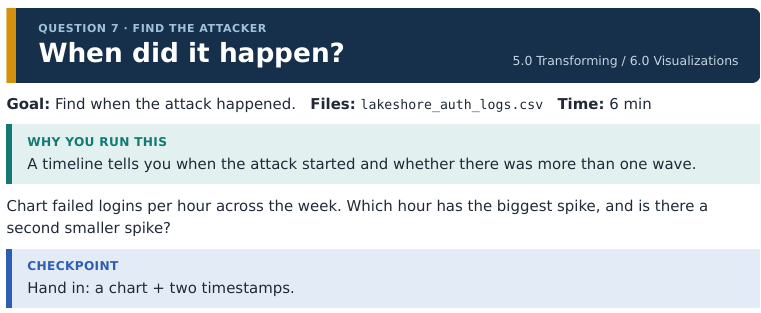 QUESTION 7 · FIND THE ATTACKER
When did it happen?
5.0 Transforming / 6.0 Visualizations
Goal: Find when the attack happened. Files: lakeshore_auth_logs.csv Time: 6 min
WHY YOU RUN THIS
A timeline tells you when the attack started and whether there was more than one wave.
Chart failed logins per hour across the week. Which hour has the biggest spike, and is there a
second smaller spike?
CHECKPOINT
Hand in: a chart + two timestamps.